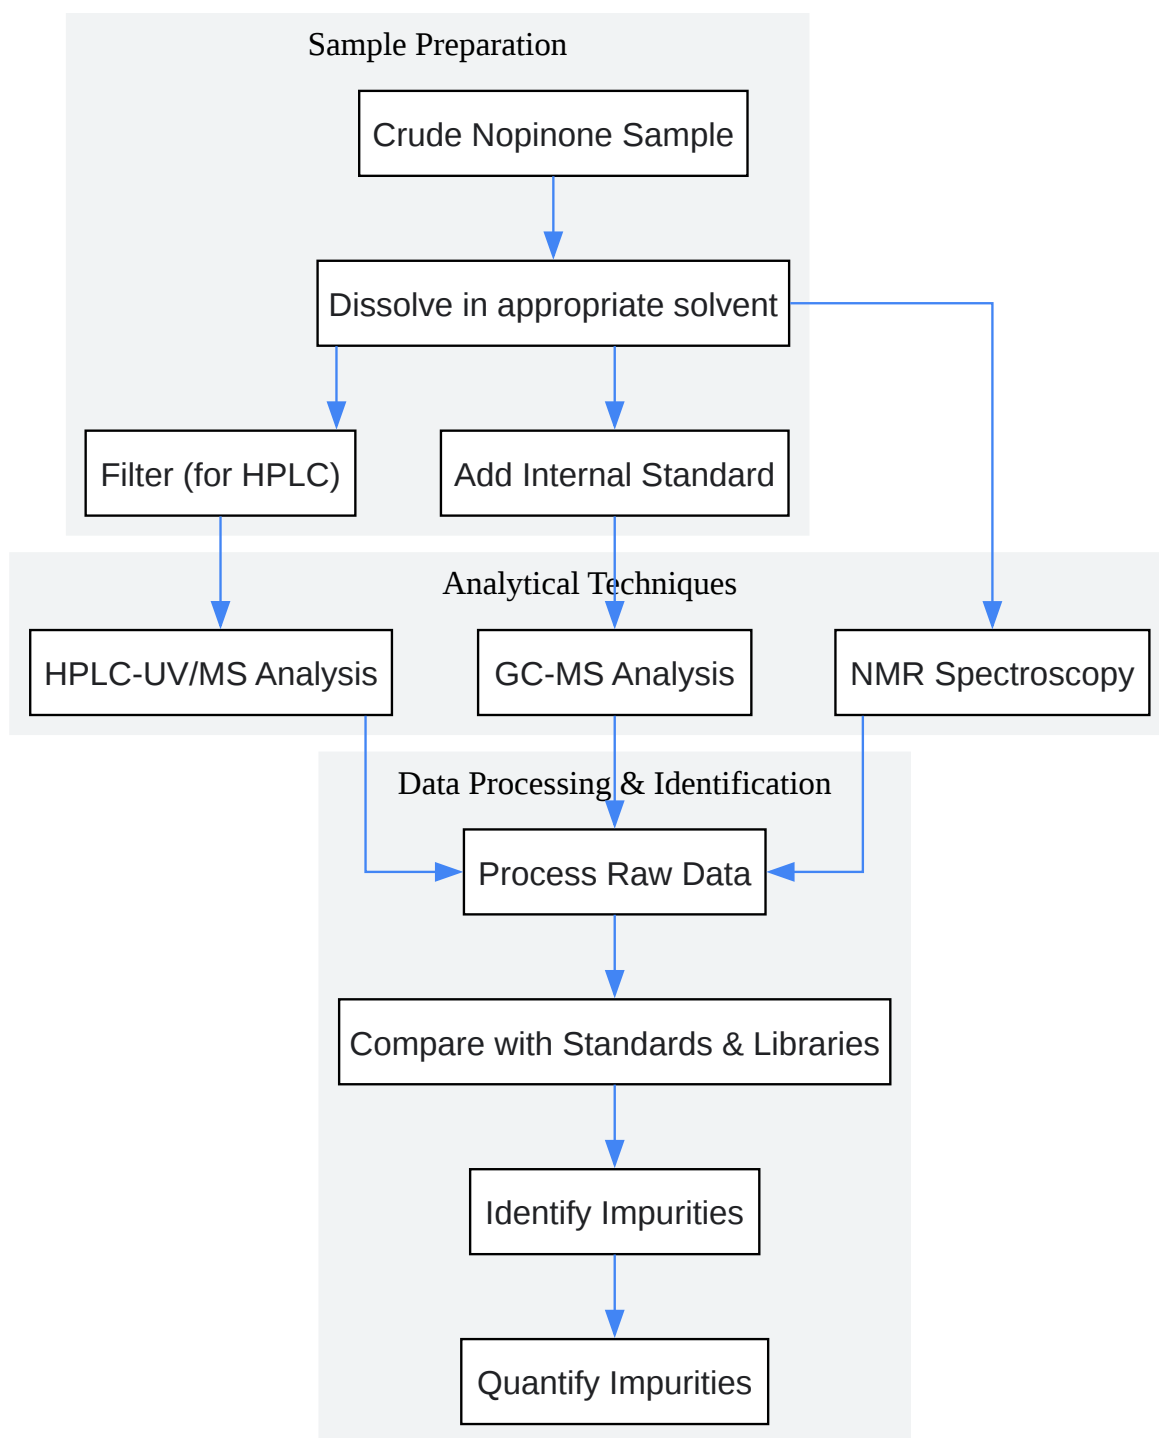 Sample Preparation
Crude Nopinone Sample
Dissolve in appropriate solvent
Filter (for HPLC)
Add Internal Standard
Analytical Techniques
HPLC-UV/MS Analysis
GC-MS Analysis
NMR Spectroscopy
Data Processing & Identification
Process Raw Data
Compare with Standards & Libraries
Identify Impurities
Quantify Impurities